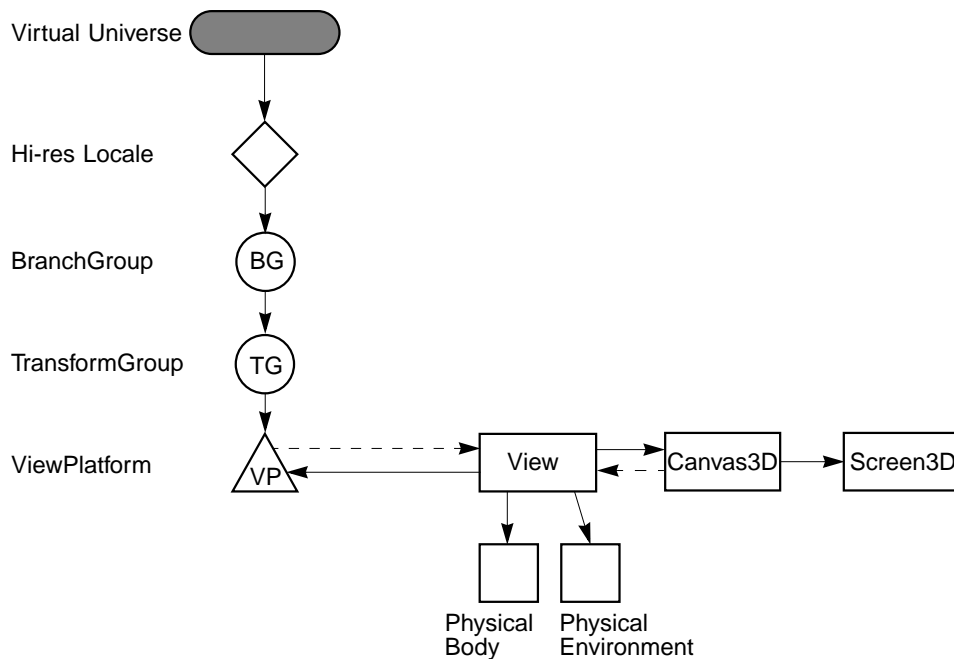 Virtual Universe
Hi-res Locale
BranchGroup
BG
TransformGroup
TG
ViewPlatform
VP
View
Canvas3D
Screen3D
Physical
Body
Physical
Environment